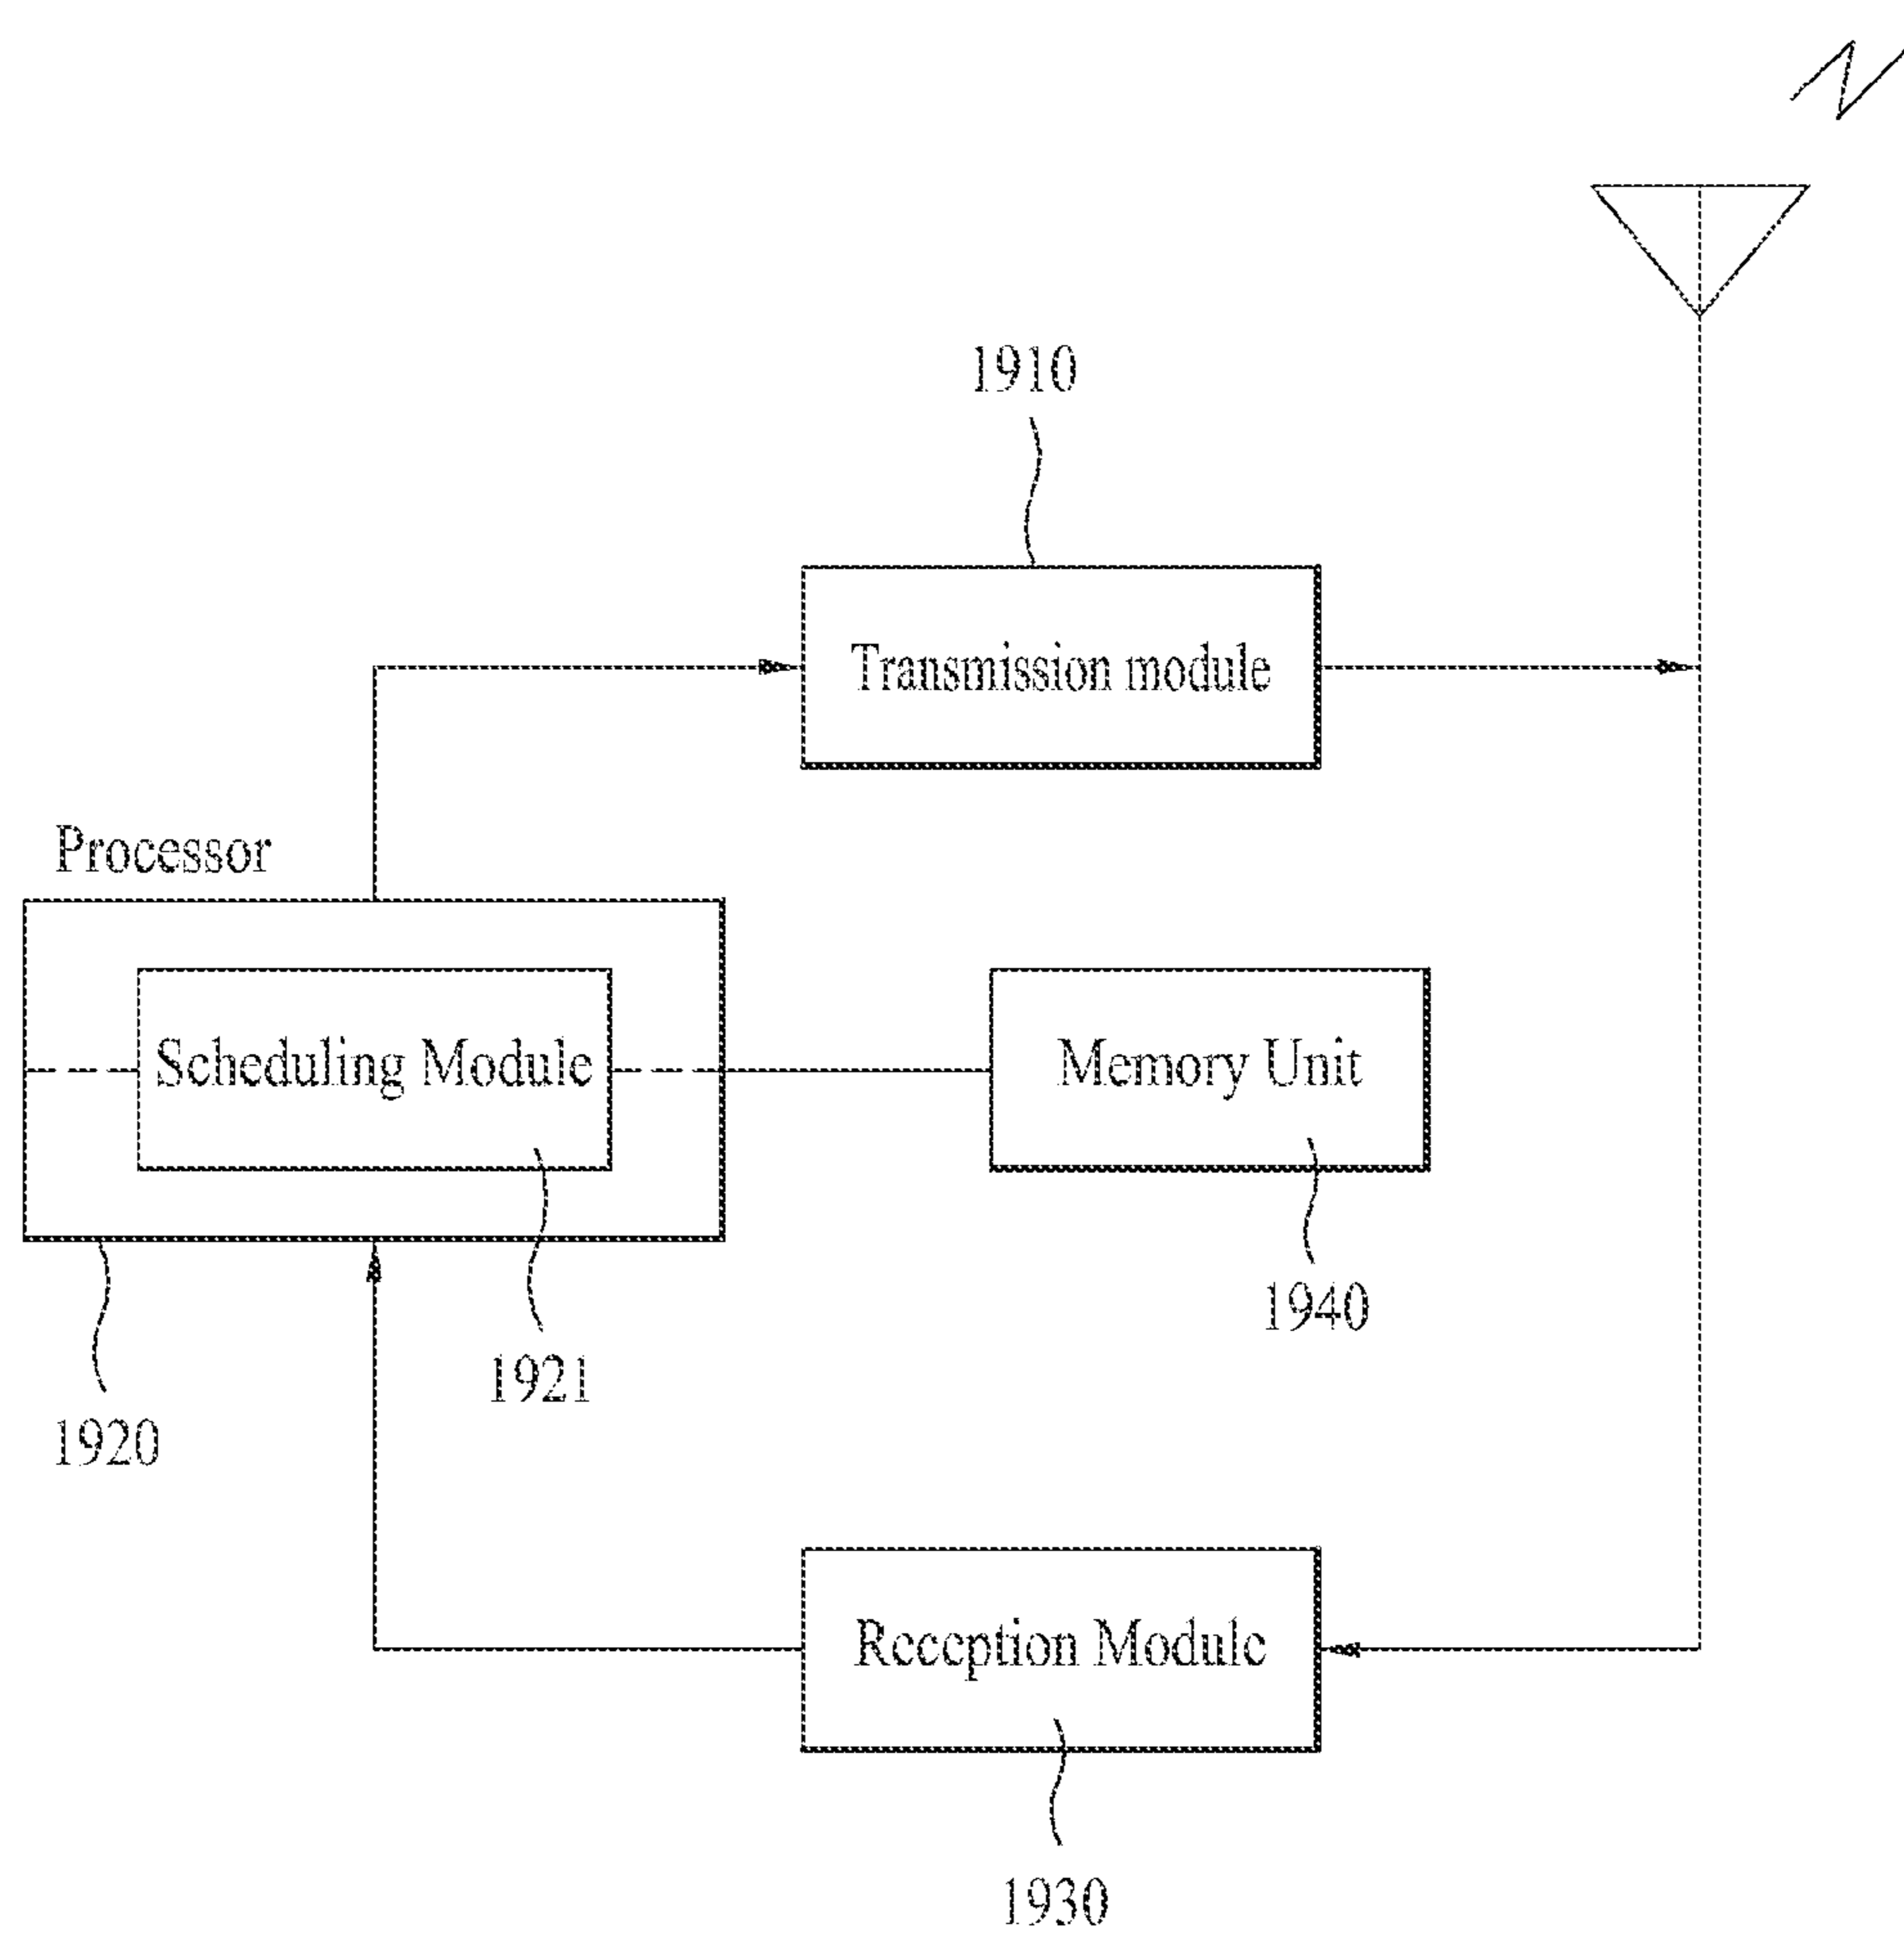 1910
Transmission module
Processor
Scheduling Module
Memory Unit
1940
1921
1920
Reception Module
1930